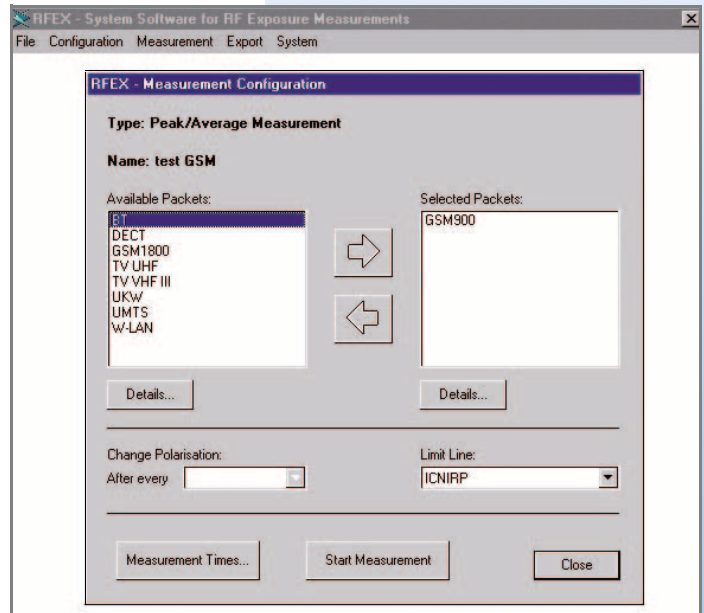 RFEX - System Software for RF Exposure Measurements
File Configuration Measurement Export System
RFEX - Measurement Configuration
Type: Peak/Average Measurement
Name: test GSM
Available Packets:
BT
DECT
GSM1800
TV UHF
TV VHF III
UKW
UMTS
W-LAN
Details...
Selected Packets:
GSM900
Details...
Change Polarisation:
After every
Limit Line:
ICNIRP
Measurement Times...
Start Measurement
Close